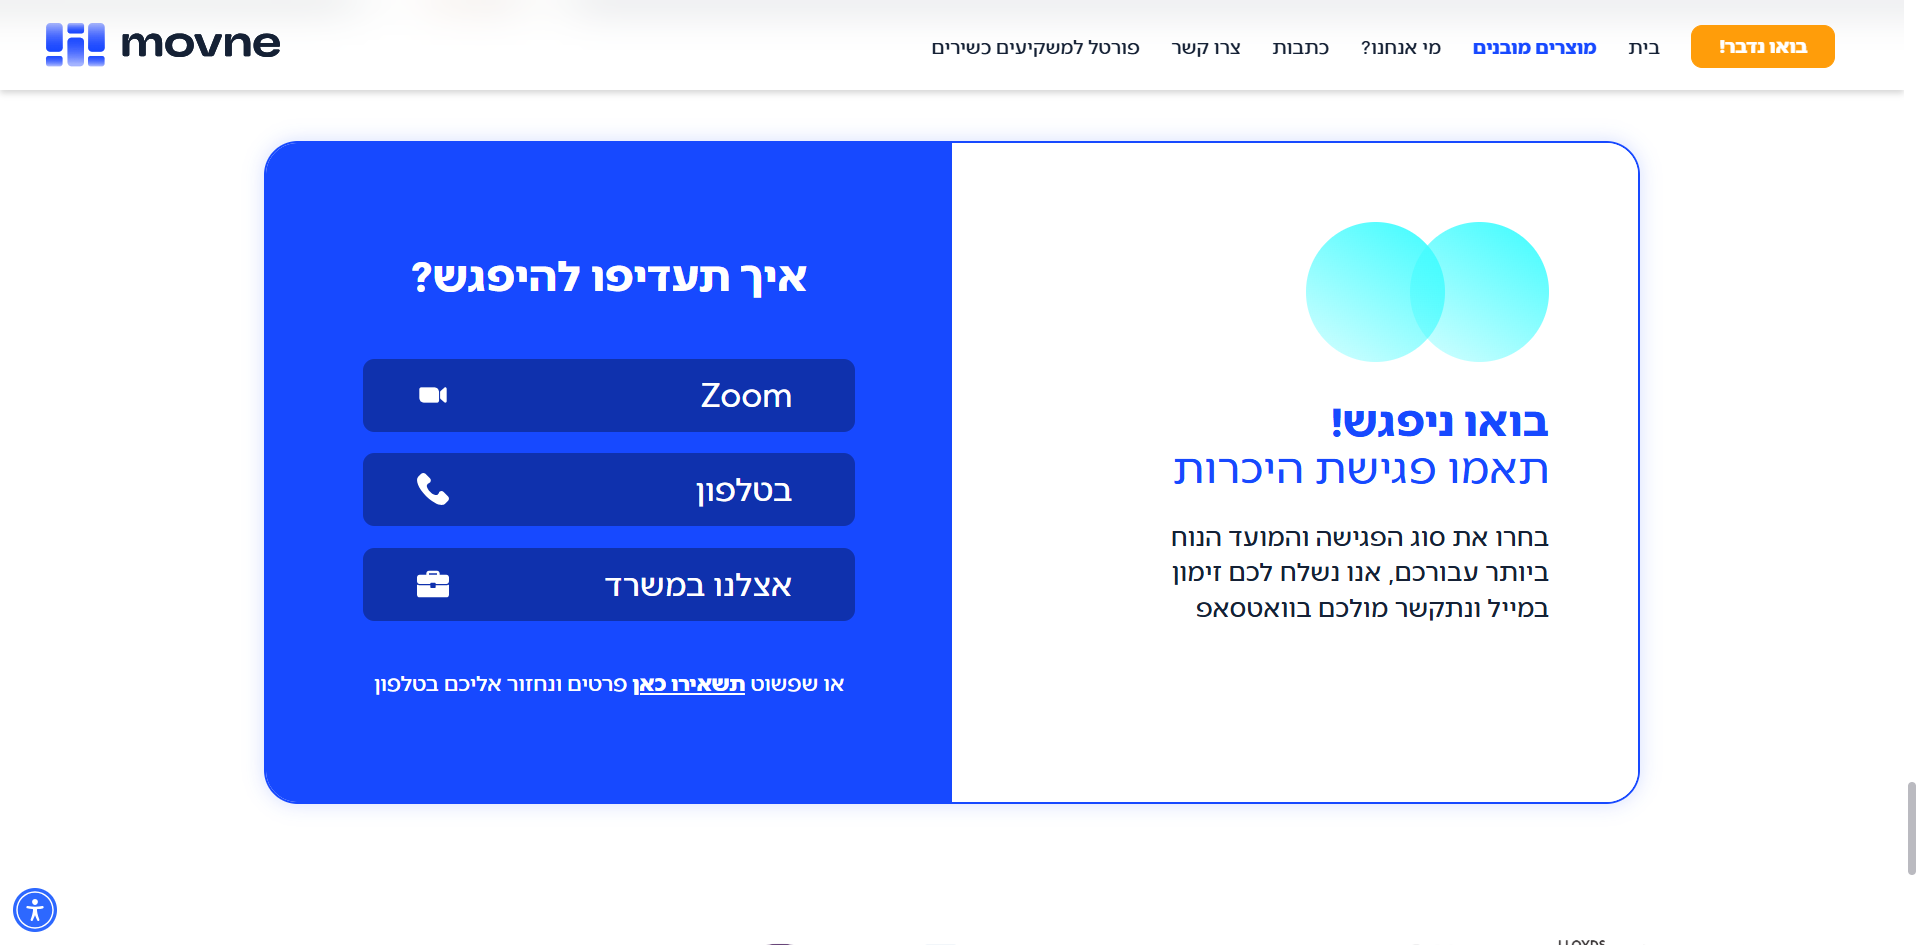 בואו נדבר!
בית
מוצרים מובנים
מי אנחנו?
כתבות
צרו קשר
פורטל למשקיעים כשירים
movne
בואו ניפגש!
תאמו פגישת היכרות
בחרו את סוג הפגישה והמועד הנוח
ביותר עבורכם, אנו נשלח לכם זימון
במייל ונתקשר מולכם בוואטסאפ
איך תעדיפו להיפגש?
Zoom
בטלפון
אצלנו במשרד
או שפשוט תשאירו כאן פרטים ונחזור אליכם בטלפון
LLOYDS